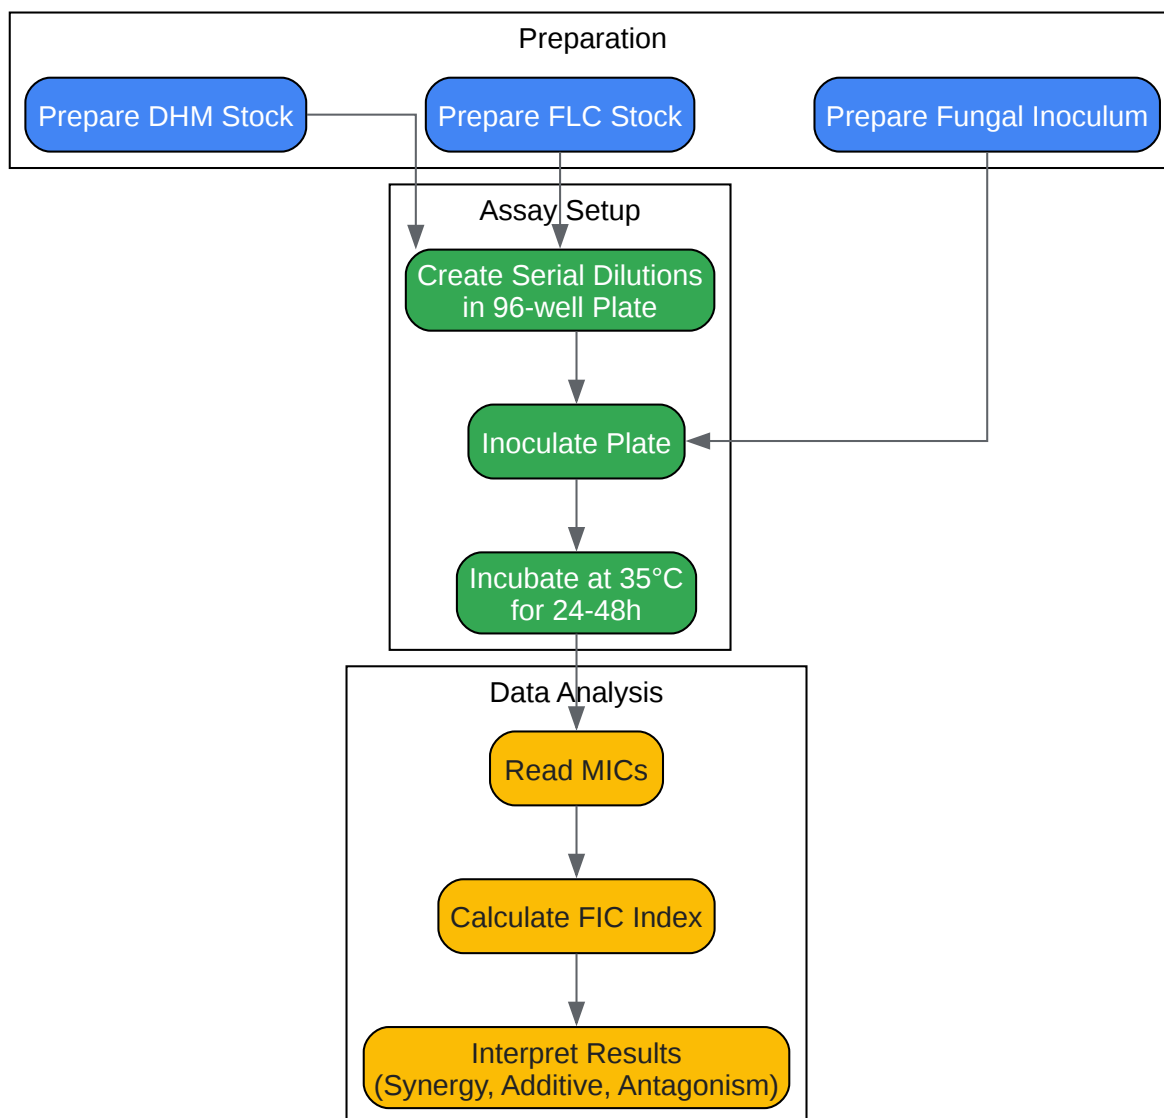 Preparation
Prepare DHM Stock
Prepare FLC Stock
Prepare Fungal Inoculum
Assay Setup
Create Serial Dilutions
in 96-well Plate
Inoculate Plate
Incubate at 35°C
for 24-48h
Data Analysis
Read MICs
Calculate FIC Index
Interpret Results
(Synergy, Additive, Antagonism)